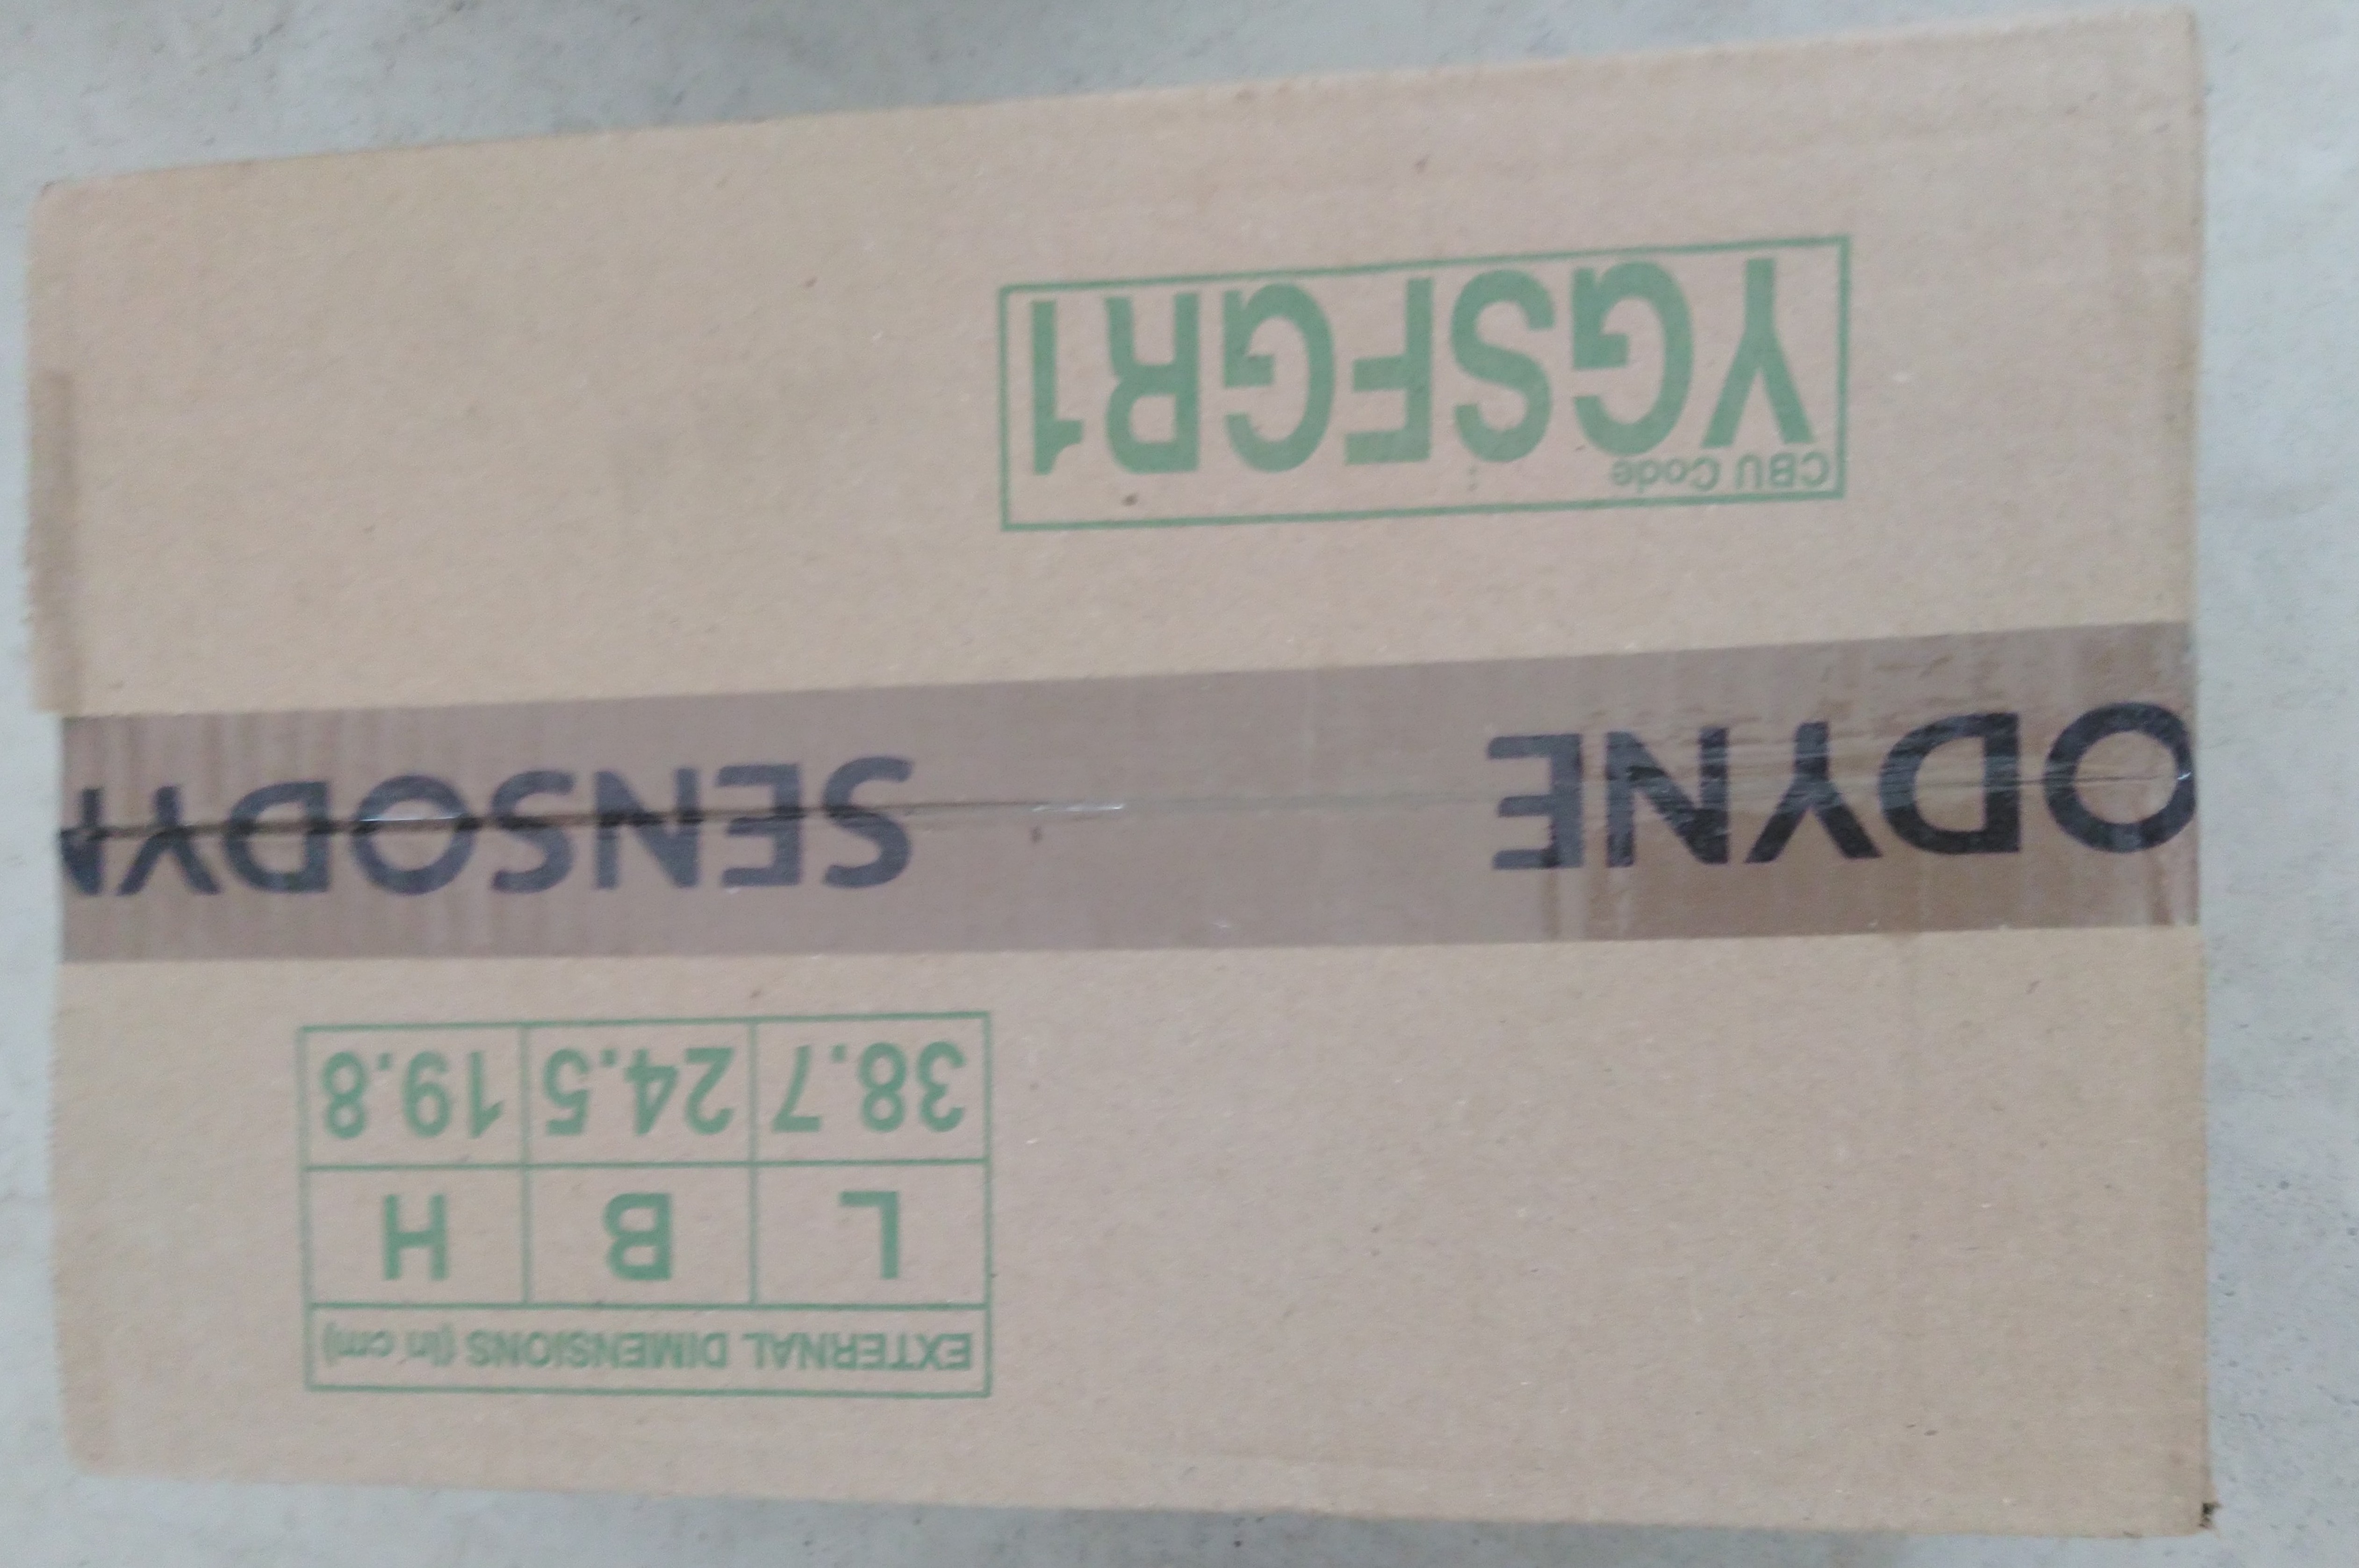 EXTERNAL DIMENSIONS (in cm)
L B H
38.7 24.5 19.8
ODYNE SENSODYN
CBU Code :
YGSFGR1